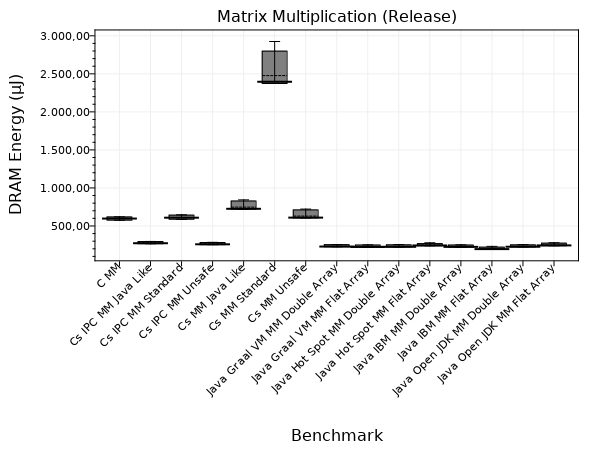 Matrix Multiplication (Release)
DRAM Energy (µJ)
3.000,00
2.500,00
2.000,00
1.500,00
1.000,00
500,00
C MM
Cs IPC MM Java Like
Cs IPC MM Standard
Cs IPC MM Unsafe
Cs MM Java Like
Cs MM Standard
Cs MM Unsafe
Java Graal VM MM Double Array
Java Graal VM MM Flat Array
Java Hot Spot MM Double Array
Java Hot Spot MM Flat Array
Java IBM MM Double Array
Java IBM MM Flat Array
Java Open JDK MM Double Array
Java Open JDK MM Flat Array
Benchmark